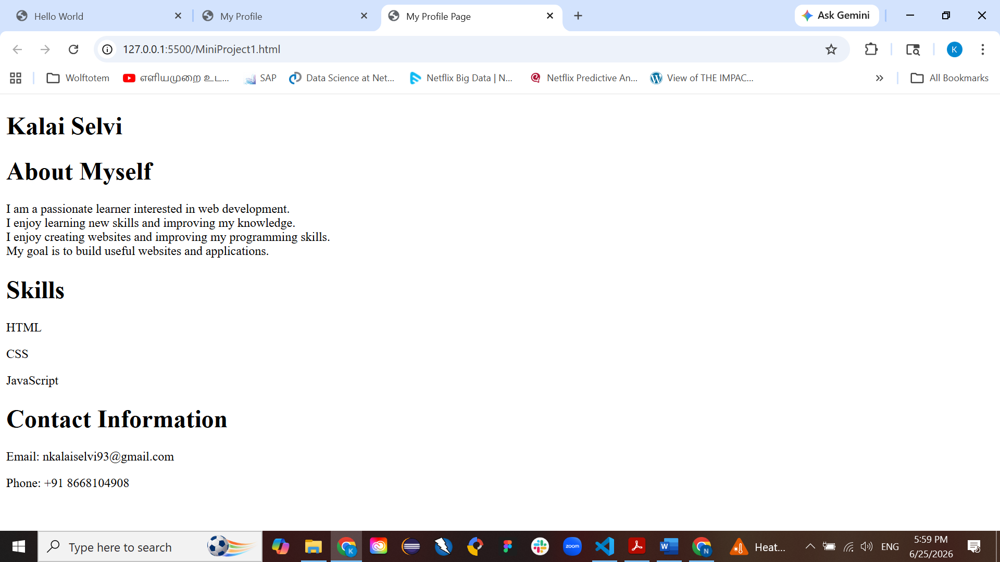 Hello World
My Profile
My Profile Page
Ask Gemini
127.0.0.1:5500/MiniProject1.html
K
Wolftotem
எளியமுறை உட...
SAP
Data Science at Net...
Netflix Big Data | N...
Netflix Predictive An...
View of THE IMPAC...
All Bookmarks
Kalai Selvi
About Myself
I am a passionate learner interested in web development.
I enjoy learning new skills and improving my knowledge.
I enjoy creating websites and improving my programming skills.
My goal is to build useful websites and applications.
Skills
HTML
CSS
JavaScript
Contact Information
Email: nkalaiselvi93@gmail.com
Phone: +91 8668104908
Type here to search
K
zoom
W
N
Heat...
ENG
5:59 PM
6/25/2026